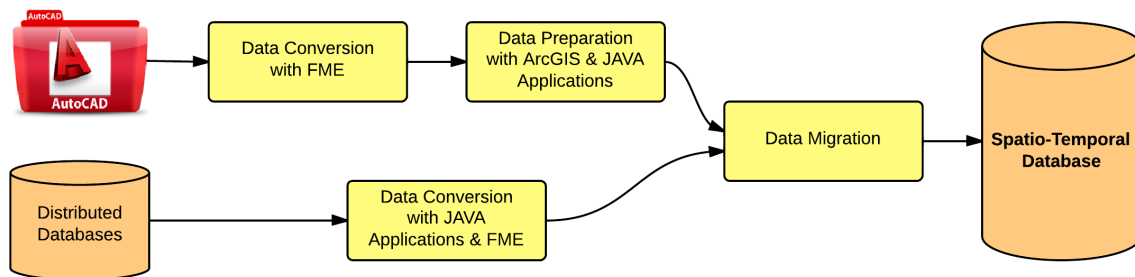 AutoCAD
AutoCAD
Data Conversion
with FME
Data Preparation
with ArcGIS & JAVA
Applications
Data Migration
Spatio-Temporal
Database
Distributed
Databases
Data Conversion
with JAVA
Applications & FME